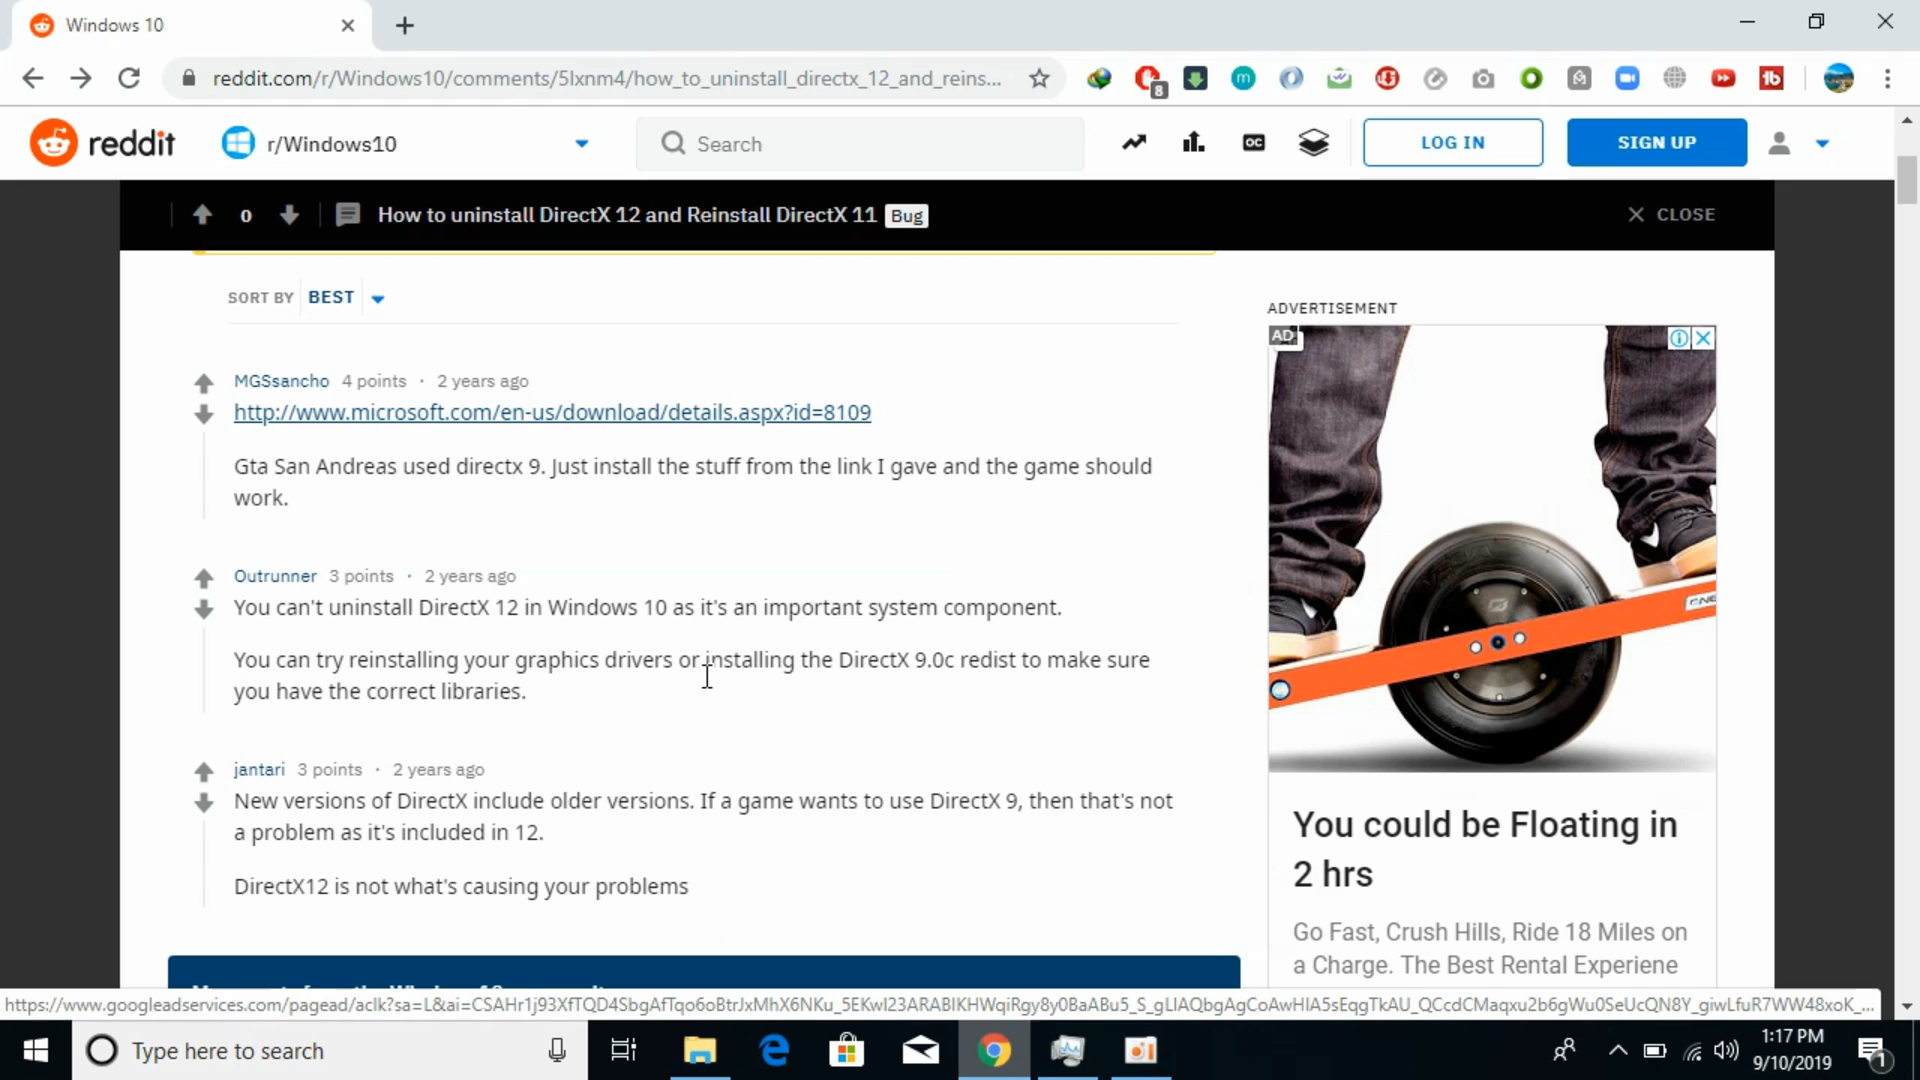 Windows 10
reddit.com/r/Windows10/comments/5lxnm4/how_to_uninstall_directx_12_and_reins...
8
m
1b
reddit
r/Windows10
Search
OC
LOG IN
SIGN UP
0
How to uninstall DirectX 12 and Reinstall DirectX 11 Bug
CLOSE
SORT BY BEST
MGSsancho 4 points · 2 years ago
http://www.microsoft.com/en-us/download/details.aspx?id=8109
Gta San Andreas used directx 9. Just install the stuff from the link I gave and the game should
work.
Outrunner 3 points · 2 years ago
You can't uninstall DirectX 12 in Windows 10 as it's an important system component.
You can try reinstalling your graphics drivers or installing the DirectX 9.0c redist to make sure
you have the correct libraries.
jantari 3 points · 2 years ago
New versions of DirectX include older versions. If a game wants to use DirectX 9, then that's not
a problem as it's included in 12.
DirectX12 is not what's causing your problems
ADVERTISEMENT
AD
You could be Floating in
2 hrs
Go Fast, Crush Hills, Ride 18 Miles on
a Charge. The Best Rental Experiene
Type here to search
1:17 PM
9/10/2019
1